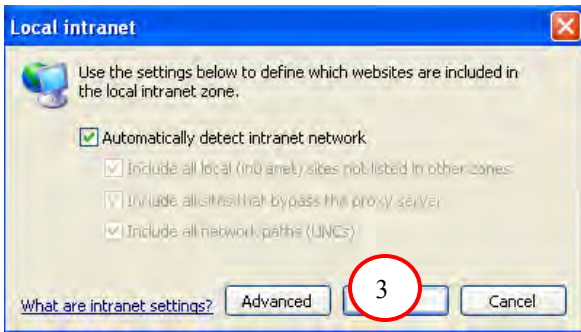 Local intranet
Use the settings below to define which websites are included in
the local intranet zone.
Automatically detect intranet network
Include all local (intranet) sites not listed in other zones
Include all sites that bypass the proxy server
Include all network paths (UNCs)
What are intranet settings? Advanced 3 Cancel